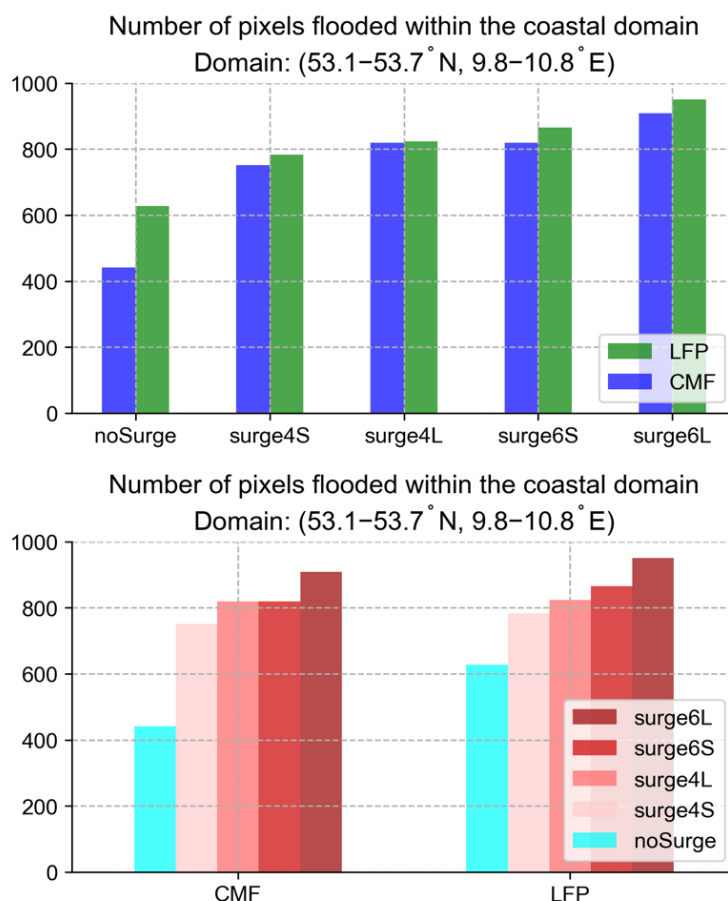 Number of pixels flooded within the coastal domain
Domain: (53.1−53.7°N, 9.8−10.8°E)
1000
800
600
400
200
0
LFP
CMF
noSurge surge4S surge4L surge6S surge6L
Number of pixels flooded within the coastal domain
Domain: (53.1−53.7°N, 9.8−10.8°E)
1000
800
600
400
200
0
surge6L
surge6S
surge4L
surge4S
noSurge
CMF LFP